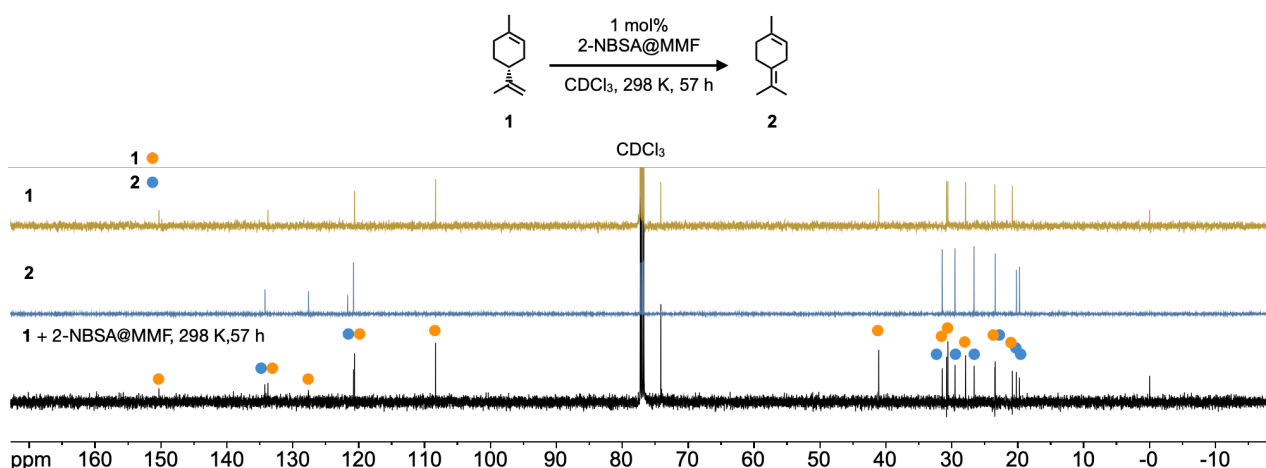 1 mol%
2-NBSA@MMF
CDCl₃, 298 K, 57 h
1
2
CDCl₃
1
2
1
2
1 + 2-NBSA@MMF, 298 K,57 h
ppm 160 150 140 130 120 110 100 90 80 70 60 50 40 30 20 10 -0 -10